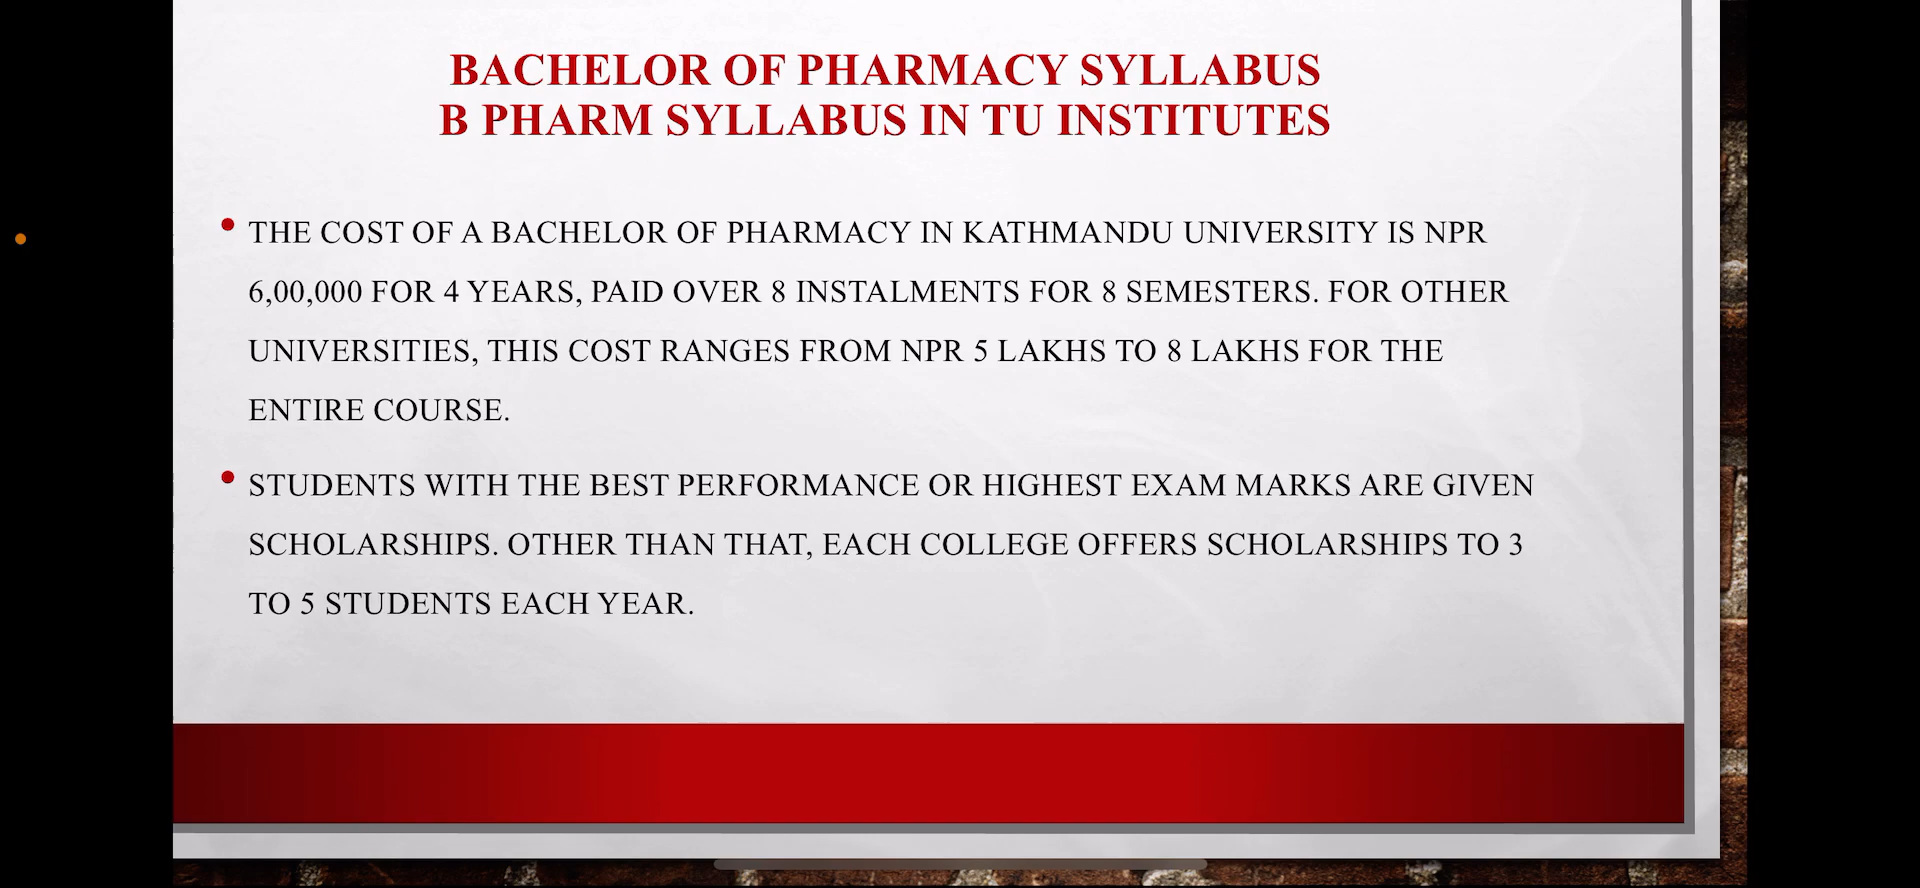 BACHELOR OF PHARMACY SYLLABUS
B PHARM SYLLABUS IN TU INSTITUTES
• THE COST OF A BACHELOR OF PHARMACY IN KATHMANDU UNIVERSITY IS NPR
6,00,000 FOR 4 YEARS, PAID OVER 8 INSTALMENTS FOR 8 SEMESTERS. FOR OTHER
UNIVERSITIES, THIS COST RANGES FROM NPR 5 LAKHS TO 8 LAKHS FOR THE
ENTIRE COURSE.
• STUDENTS WITH THE BEST PERFORMANCE OR HIGHEST EXAM MARKS ARE GIVEN
SCHOLARSHIPS. OTHER THAN THAT, EACH COLLEGE OFFERS SCHOLARSHIPS TO 3
TO 5 STUDENTS EACH YEAR.